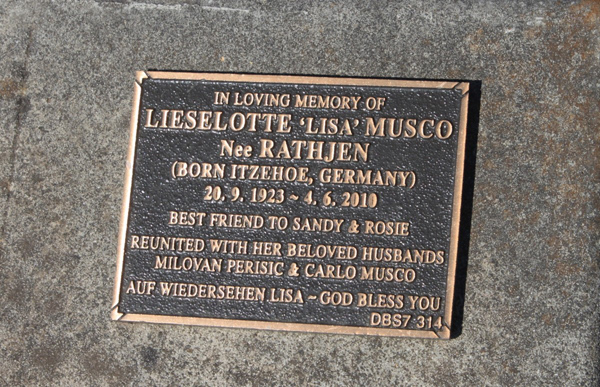 IN LOVING MEMORY OF
LIESELOTTE 'LISA' MUSCO
Nee RATHJEN
(BORN ITZEHOE, GERMANY)
20. 9. 1923 ~ 4. 6. 2010
BEST FRIEND TO SANDY & ROSIE
REUNITED WITH HER BELOVED HUSBANDS
MILOVAN PERISIC & CARLO MUSCO
AUF WIEDERSEHEN LISA ~ GOD BLESS YOU
DBS7 314